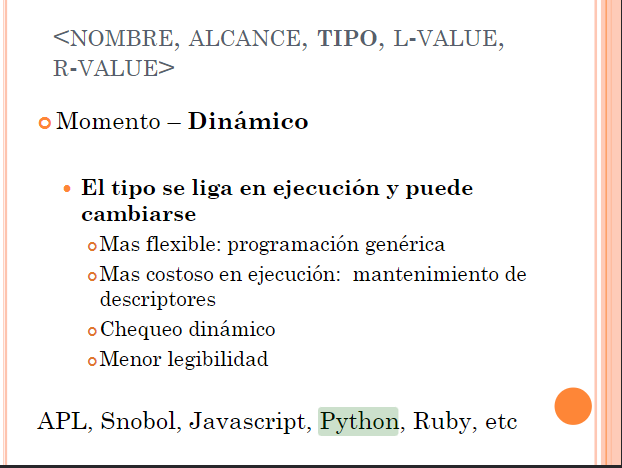 <NOMBRE, ALCANCE, TIPO, L-VALUE,
R-VALUE>
Momento – Dinámico
El tipo se liga en ejecución y puede
cambiarse
Mas flexible: programación genérica
Mas costoso en ejecución: mantenimiento de
descriptores
Chequeo dinámico
Menor legibilidad
APL, Snobol, Javascript, Python, Ruby, etc